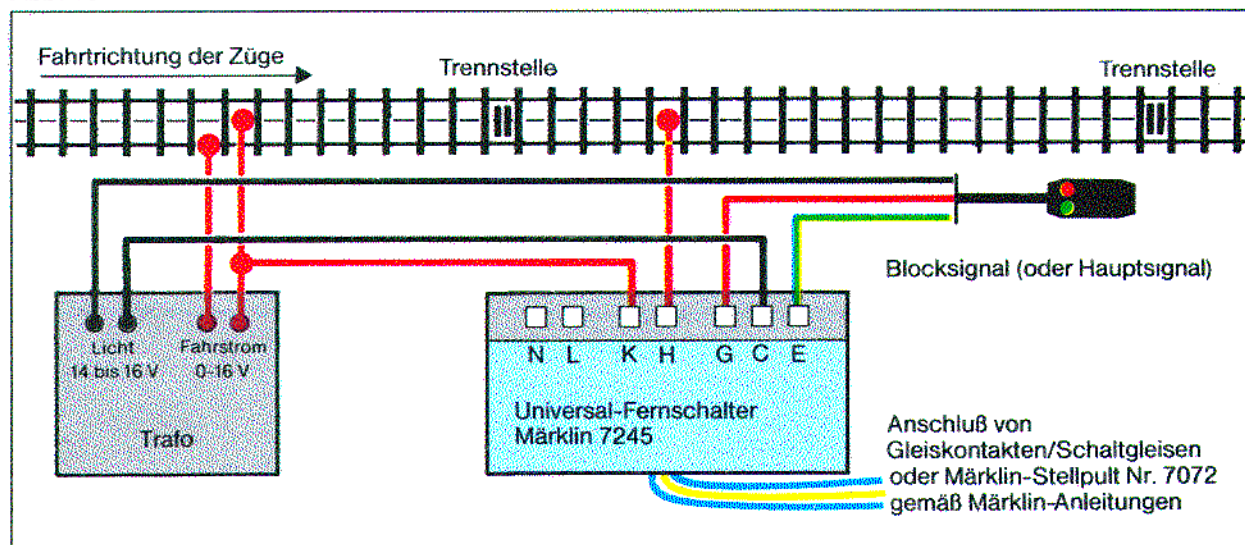 Fahrtrichtung der Züge
Trennstelle
Trennstelle
Blocksignal (oder Hauptsignal)
Licht
14 bis 16 V
Fahrstrom
0-16 V
Trafo
N L K H G C E
Universal-Fernschalter
Märklin 7245
Anschluß von
Gleiskontakten/Schaltgleisen
oder Märklin-Stellpult Nr. 7072
gemäß Märklin-Anleitungen